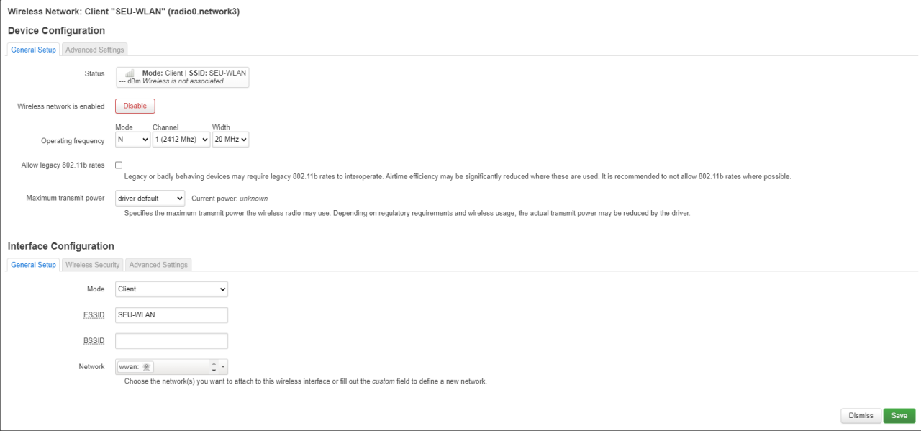 Wireless Network: Client "SEU-WLAN" (radio0.network3)
Device Configuration
General Setup Advanced Settings
Status Mode: Client | SSID: SEU-WLAN
--- dBm Wireless is not associated
Wireless network is enabled Disable
Mode Channel Width
Operating frequency N 1 (2412 Mhz) 20 MHz
Allow legacy 802.11b rates
Legacy or badly behaving devices may require legacy 802.11b rates to interoperate. Airtime efficiency may be significantly reduced where these are used. It is recommended to not allow 802.11b rates where possible.
Maximum transmit power driver default Current power: unknown
Specifies the maximum transmit power the wireless radio may use. Depending on regulatory requirements and wireless usage, the actual transmit power may be reduced by the driver.
Interface Configuration
General Setup Wireless Security Advanced Settings
Mode Client
ESSID SEU-WLAN
BSSID
Network wwan:
Choose the network(s) you want to attach to this wireless interface or fill out the custom field to define a new network.
Dismiss Save